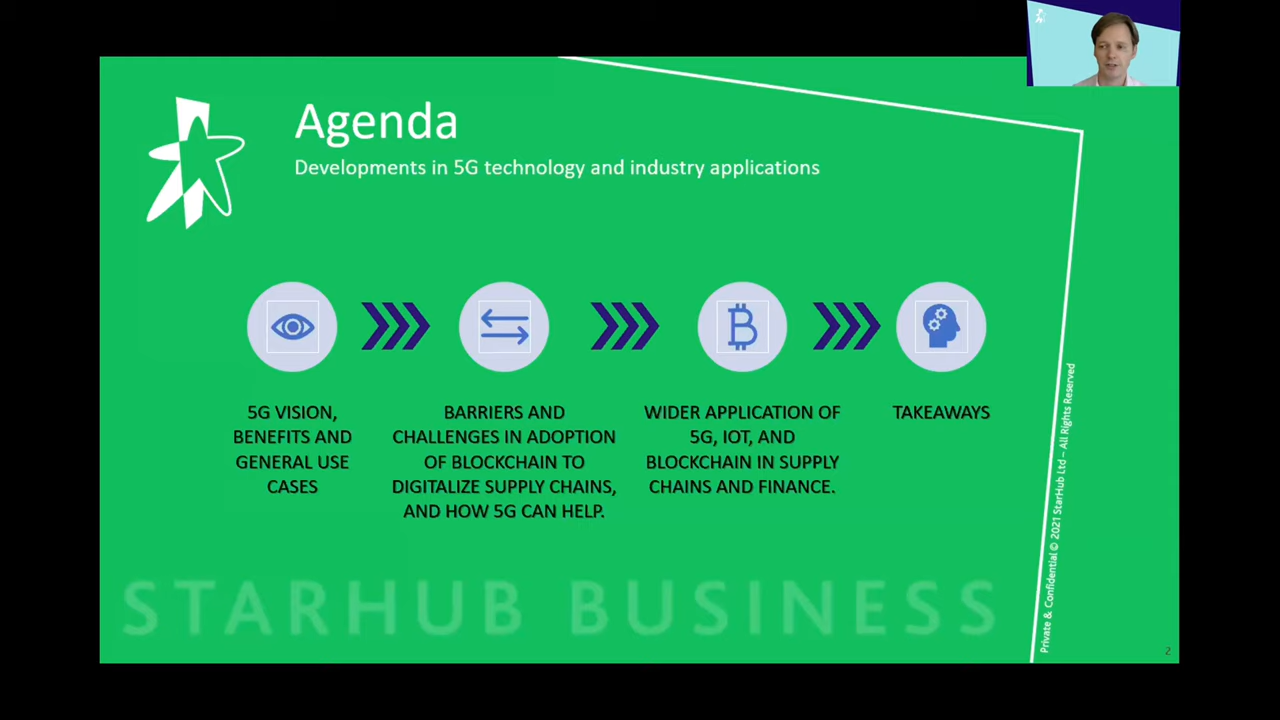 Agenda
Developments in 5G technology and industry applications
5G VISION,
BENEFITS AND
GENERAL USE
CASES
BARRIERS AND
CHALLENGES IN ADOPTION
OF BLOCKCHAIN TO
DIGITALIZE SUPPLY CHAINS,
AND HOW 5G CAN HELP.
WIDER APPLICATION OF
5G, IOT, AND
BLOCKCHAIN IN SUPPLY
CHAINS AND FINANCE.
TAKEAWAYS
Private & Confidential © 2021 StarHub Ltd – All Rights Reserved
STARHUB BUSINESS
2